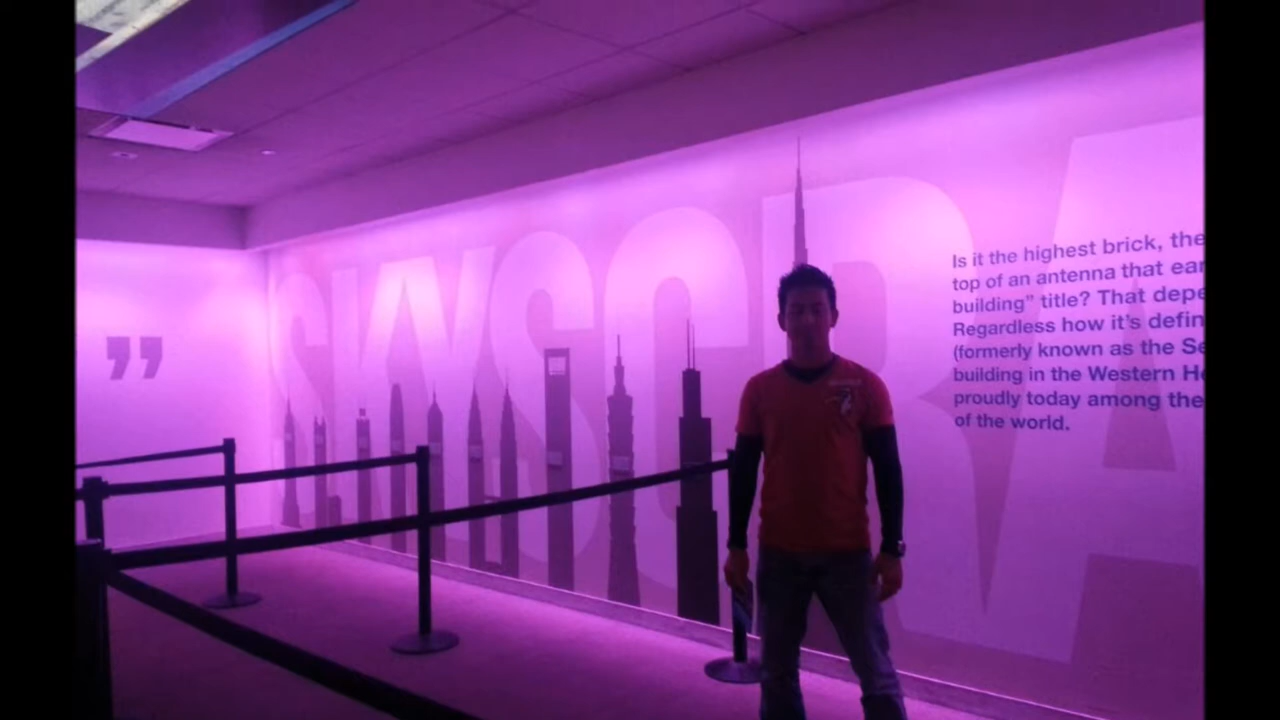 ”
SKYSCRA
Is it the highest brick, the
top of an antenna that ear
building” title? That depe
Regardless how it’s defin
(formerly known as the Se
building in the Western He
proudly today among the
of the world.